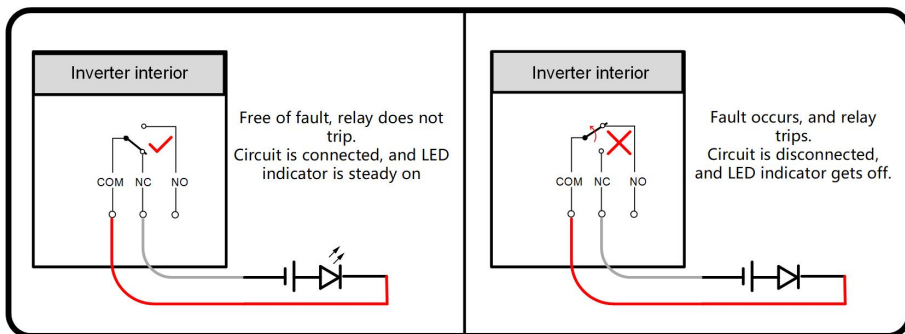 Inverter interior
Free of fault, relay does not
trip.
Circuit is connected, and LED
indicator is steady on
COM NC NO
Inverter interior
Fault occurs, and relay
trips.
Circuit is disconnected,
and LED indicator gets off.
COM NC NO